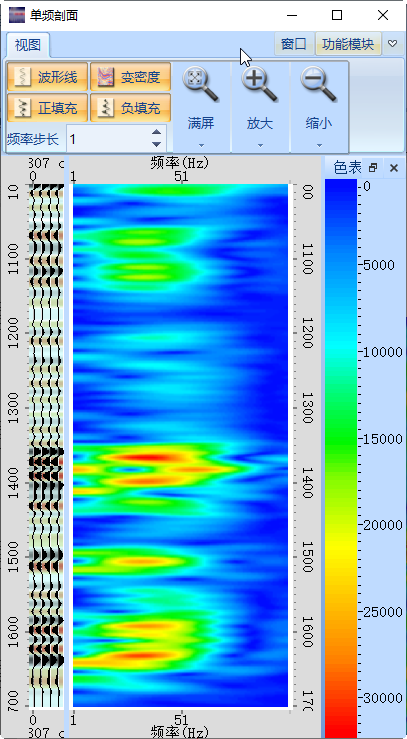 单频剖面
视图 窗口 功能模块
波形线 变密度
正填充 负填充
频率步长 1
满屏 放大 缩小
307 c 频率(Hz) 色表
0 1 51
10 00 0
1100 1100 5000
1200 1200 10000
1300 1300 15000
1400 1400 20000
1500 1500 25000
1600 1600 30000
700 170
0 1 51
307 c 频率(Hz)